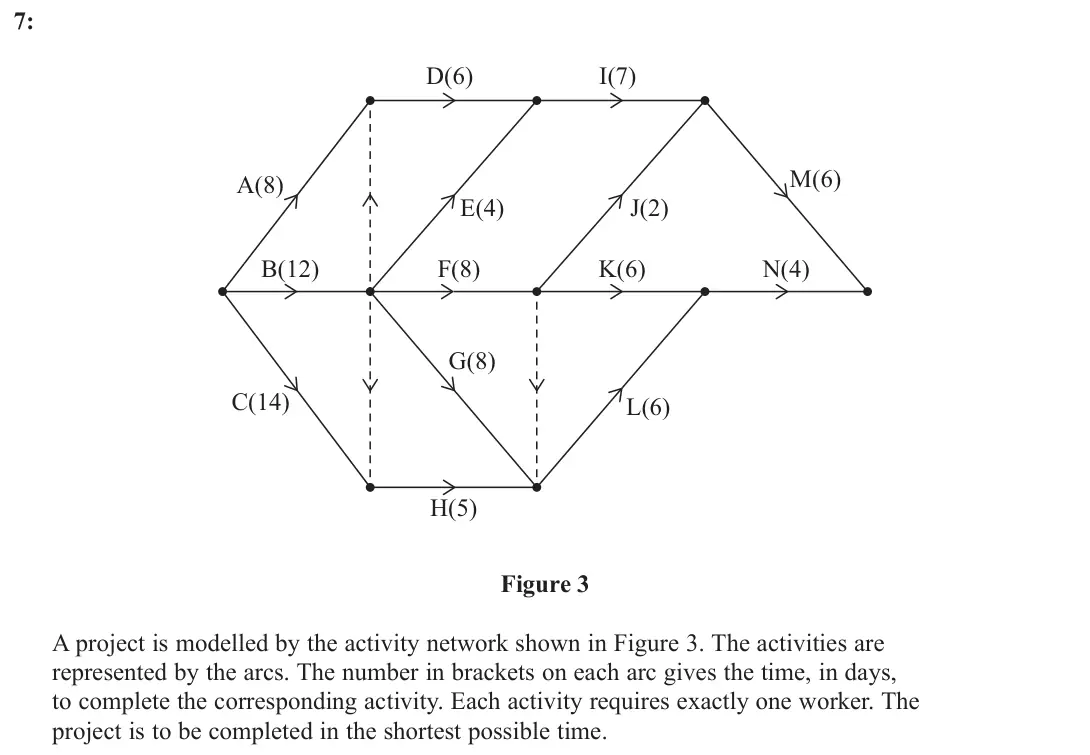 7:
D(6) I(7)
A(8) M(6)
E(4) J(2)
B(12) F(8) K(6) N(4)
G(8)
C(14) L(6)
H(5)
Figure 3
A project is modelled by the activity network shown in Figure 3. The activities are
represented by the arcs. The number in brackets on each arc gives the time, in days,
to complete the corresponding activity. Each activity requires exactly one worker. The
project is to be completed in the shortest possible time.